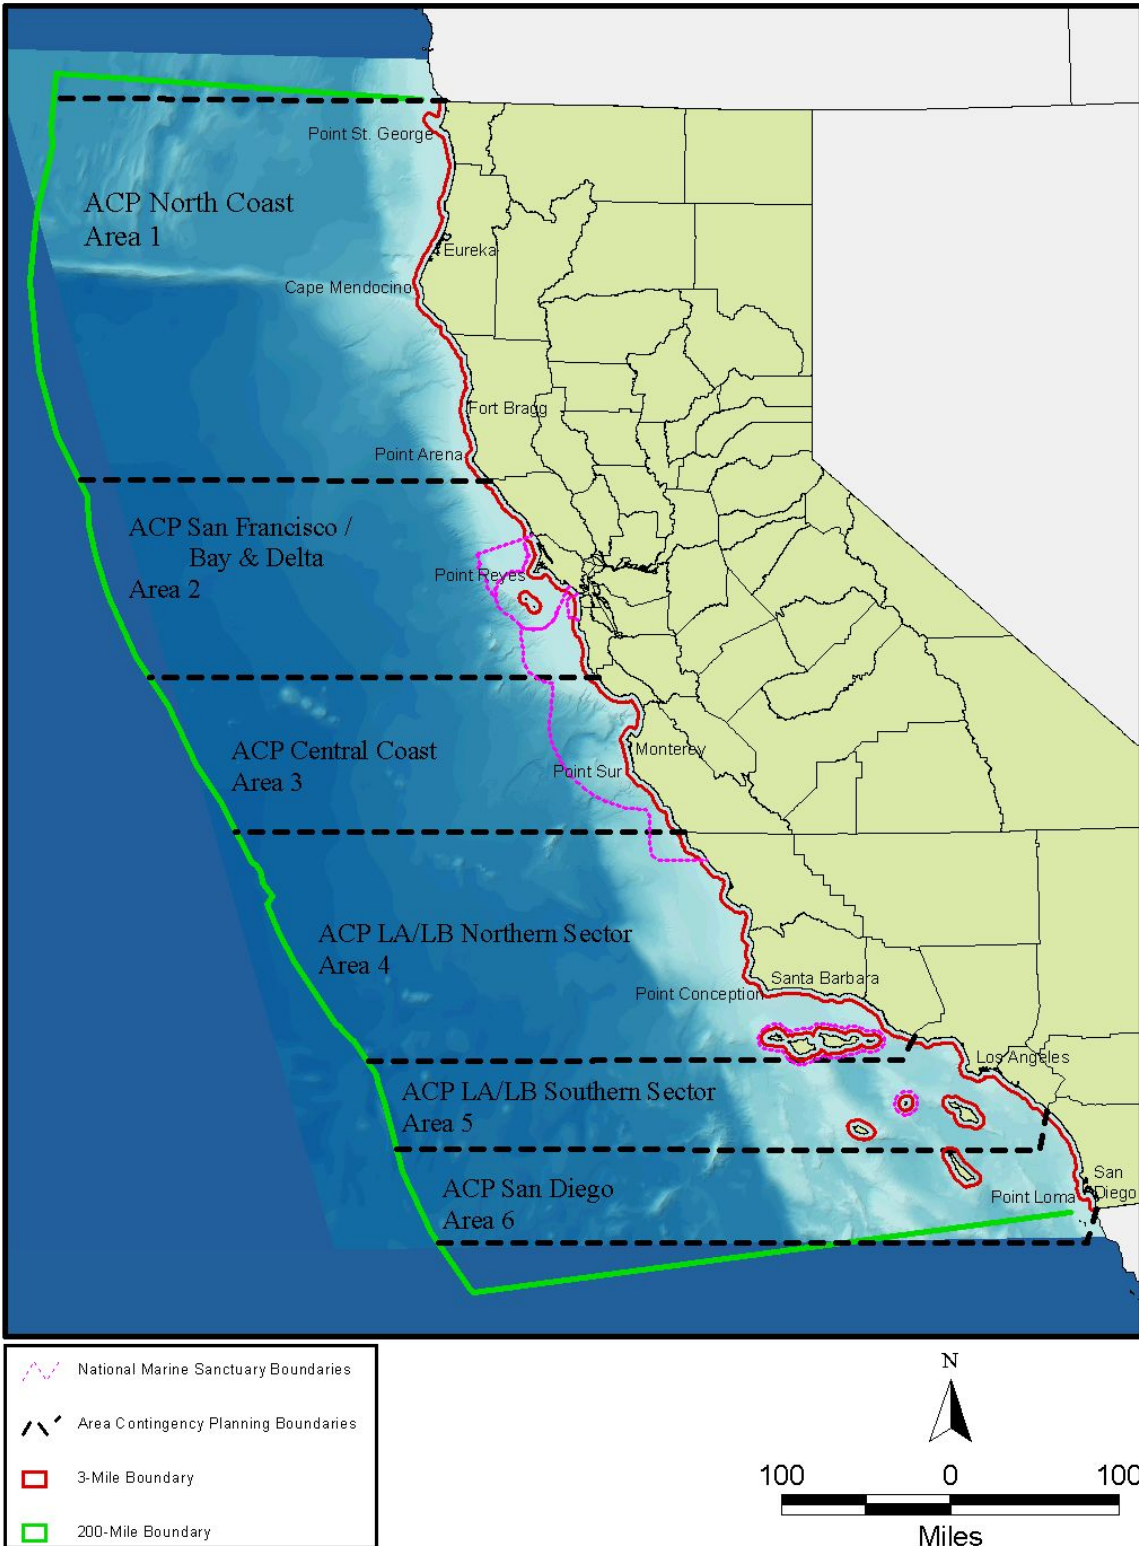 Point St. George
ACP North Coast
Area 1
Eureka
Cape Mendocino
Fort Bragg
Point Arena
ACP San Francisco /
Bay & Delta
Area 2
Point Reyes
ACP Central Coast
Area 3
Monterey
Point Sur
ACP LA/LB Northern Sector
Area 4
Santa Barbara
Point Conception
Los Angeles
ACP LA/LB Southern Sector
Area 5
ACP San Diego
Area 6
Point Loma
San
Diego
National Marine Sanctuary Boundaries
Area Contingency Planning Boundaries
3-Mile Boundary
200-Mile Boundary
N
100 0 100
Miles